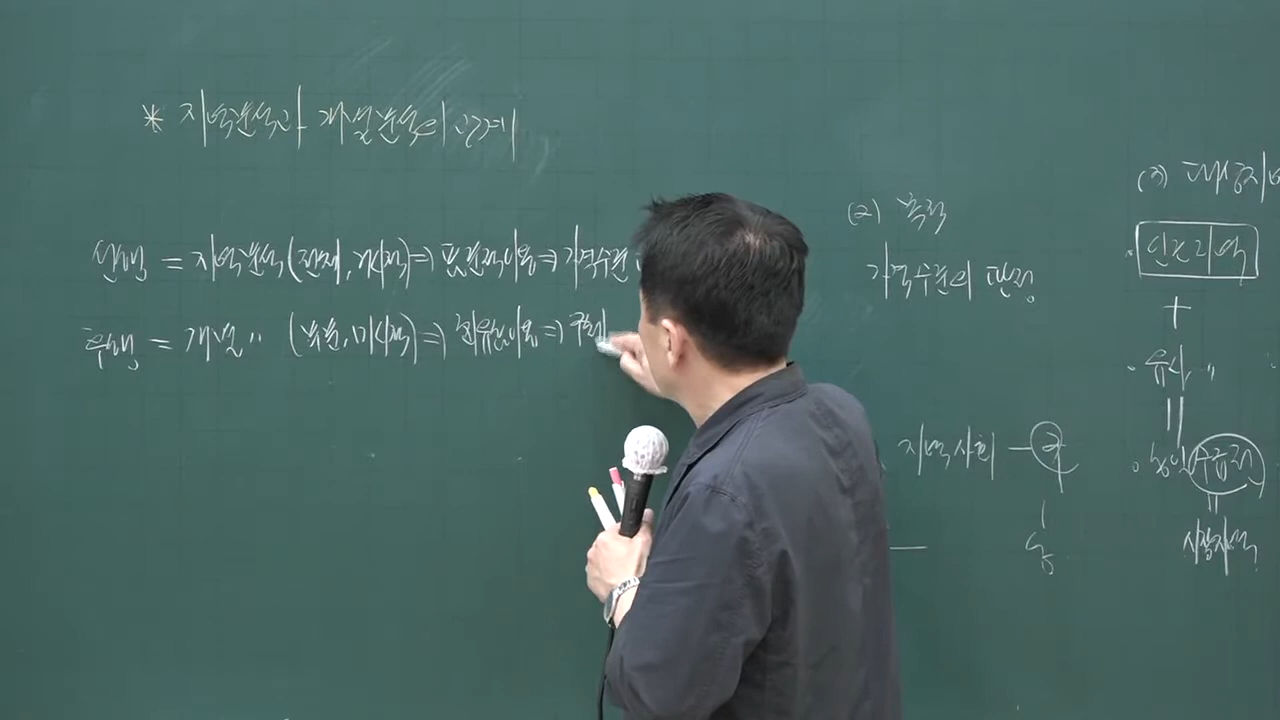 * 지역분석과 개별분석의 관계
선행 = 지역분석(전체, 거시적) ⇒ 표준적이용 ⇒ 가격수준
후행 = 개별 〃 (부분, 미시적) ⇒ 최유효이용 ⇒ 구체
(2) 목적
가격수준의 판정
지역사회 —
(3) 대상지역
인근지역
+
유사 〃
||
동일수급권
||
시장지역